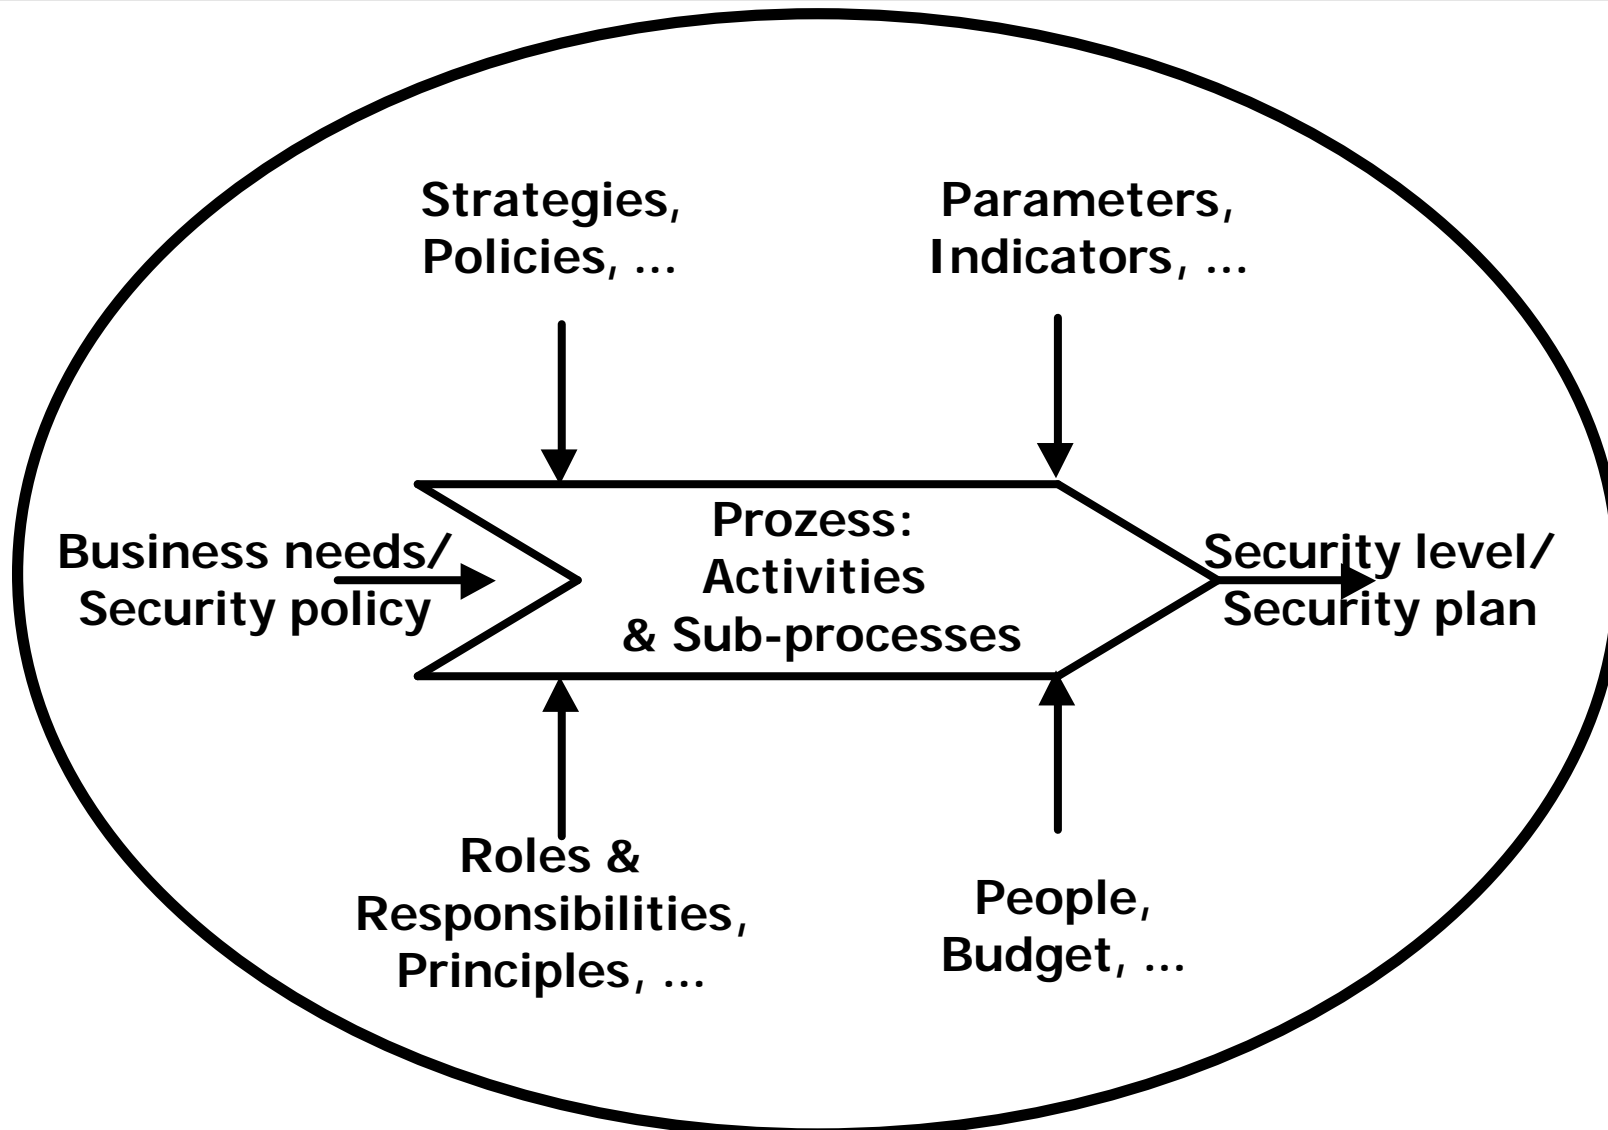 Strategies,
Policies, ...
Parameters,
Indicators, ...
Business needs/
Security policy
Prozess:
Activities
& Sub-processes
Security level/
Security plan
Roles &
Responsibilities,
Principles, ...
People,
Budget, ...